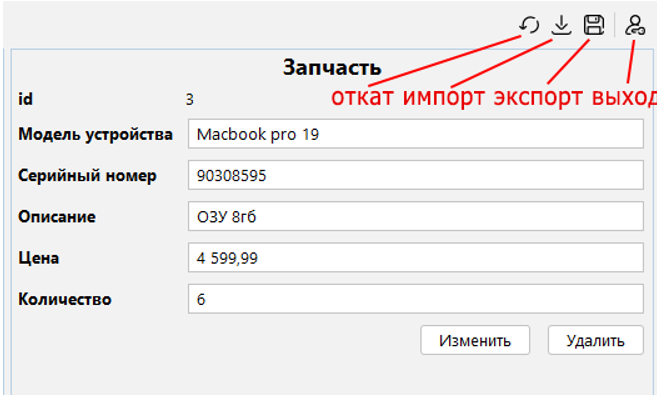 откат импорт экспорт выход
Запчасть
id 3
Модель устройства Macbook pro 19
Серийный номер 90308595
Описание ОЗУ 8гб
Цена 4 599,99
Количество 6
Изменить Удалить